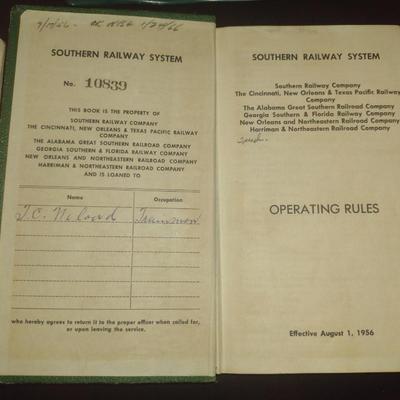 SOUTHERN RAILWAY SYSTEM
No. 10839
THIS BOOK IS THE PROPERTY OF
SOUTHERN RAILWAY COMPANY
THE CINCINNATI, NEW ORLEANS & TEXAS PACIFIC RAILWAY
COMPANY
THE ALABAMA GREAT SOUTHERN RAILROAD COMPANY
GEORGIA SOUTHERN & FLORIDA RAILWAY COMPANY
NEW ORLEANS AND NORTHEASTERN RAILROAD COMPANY
HARRIMAN & NORTHEASTERN RAILROAD COMPANY
AND IS LOANED TO
Name Occupation
T.C. Trainman
who hereby agrees to return it to the proper officer when called for,
or upon leaving the service.
SOUTHERN RAILWAY SYSTEM
Southern Railway Company
The Cincinnati, New Orleans & Texas Pacific Railway
Company
The Alabama Great Southern Railroad Company
Georgia Southern & Florida Railway Company
New Orleans and Northeastern Railroad Company
Harriman & Northeastern Railroad Company
OPERATING RULES
Effective August 1, 1956